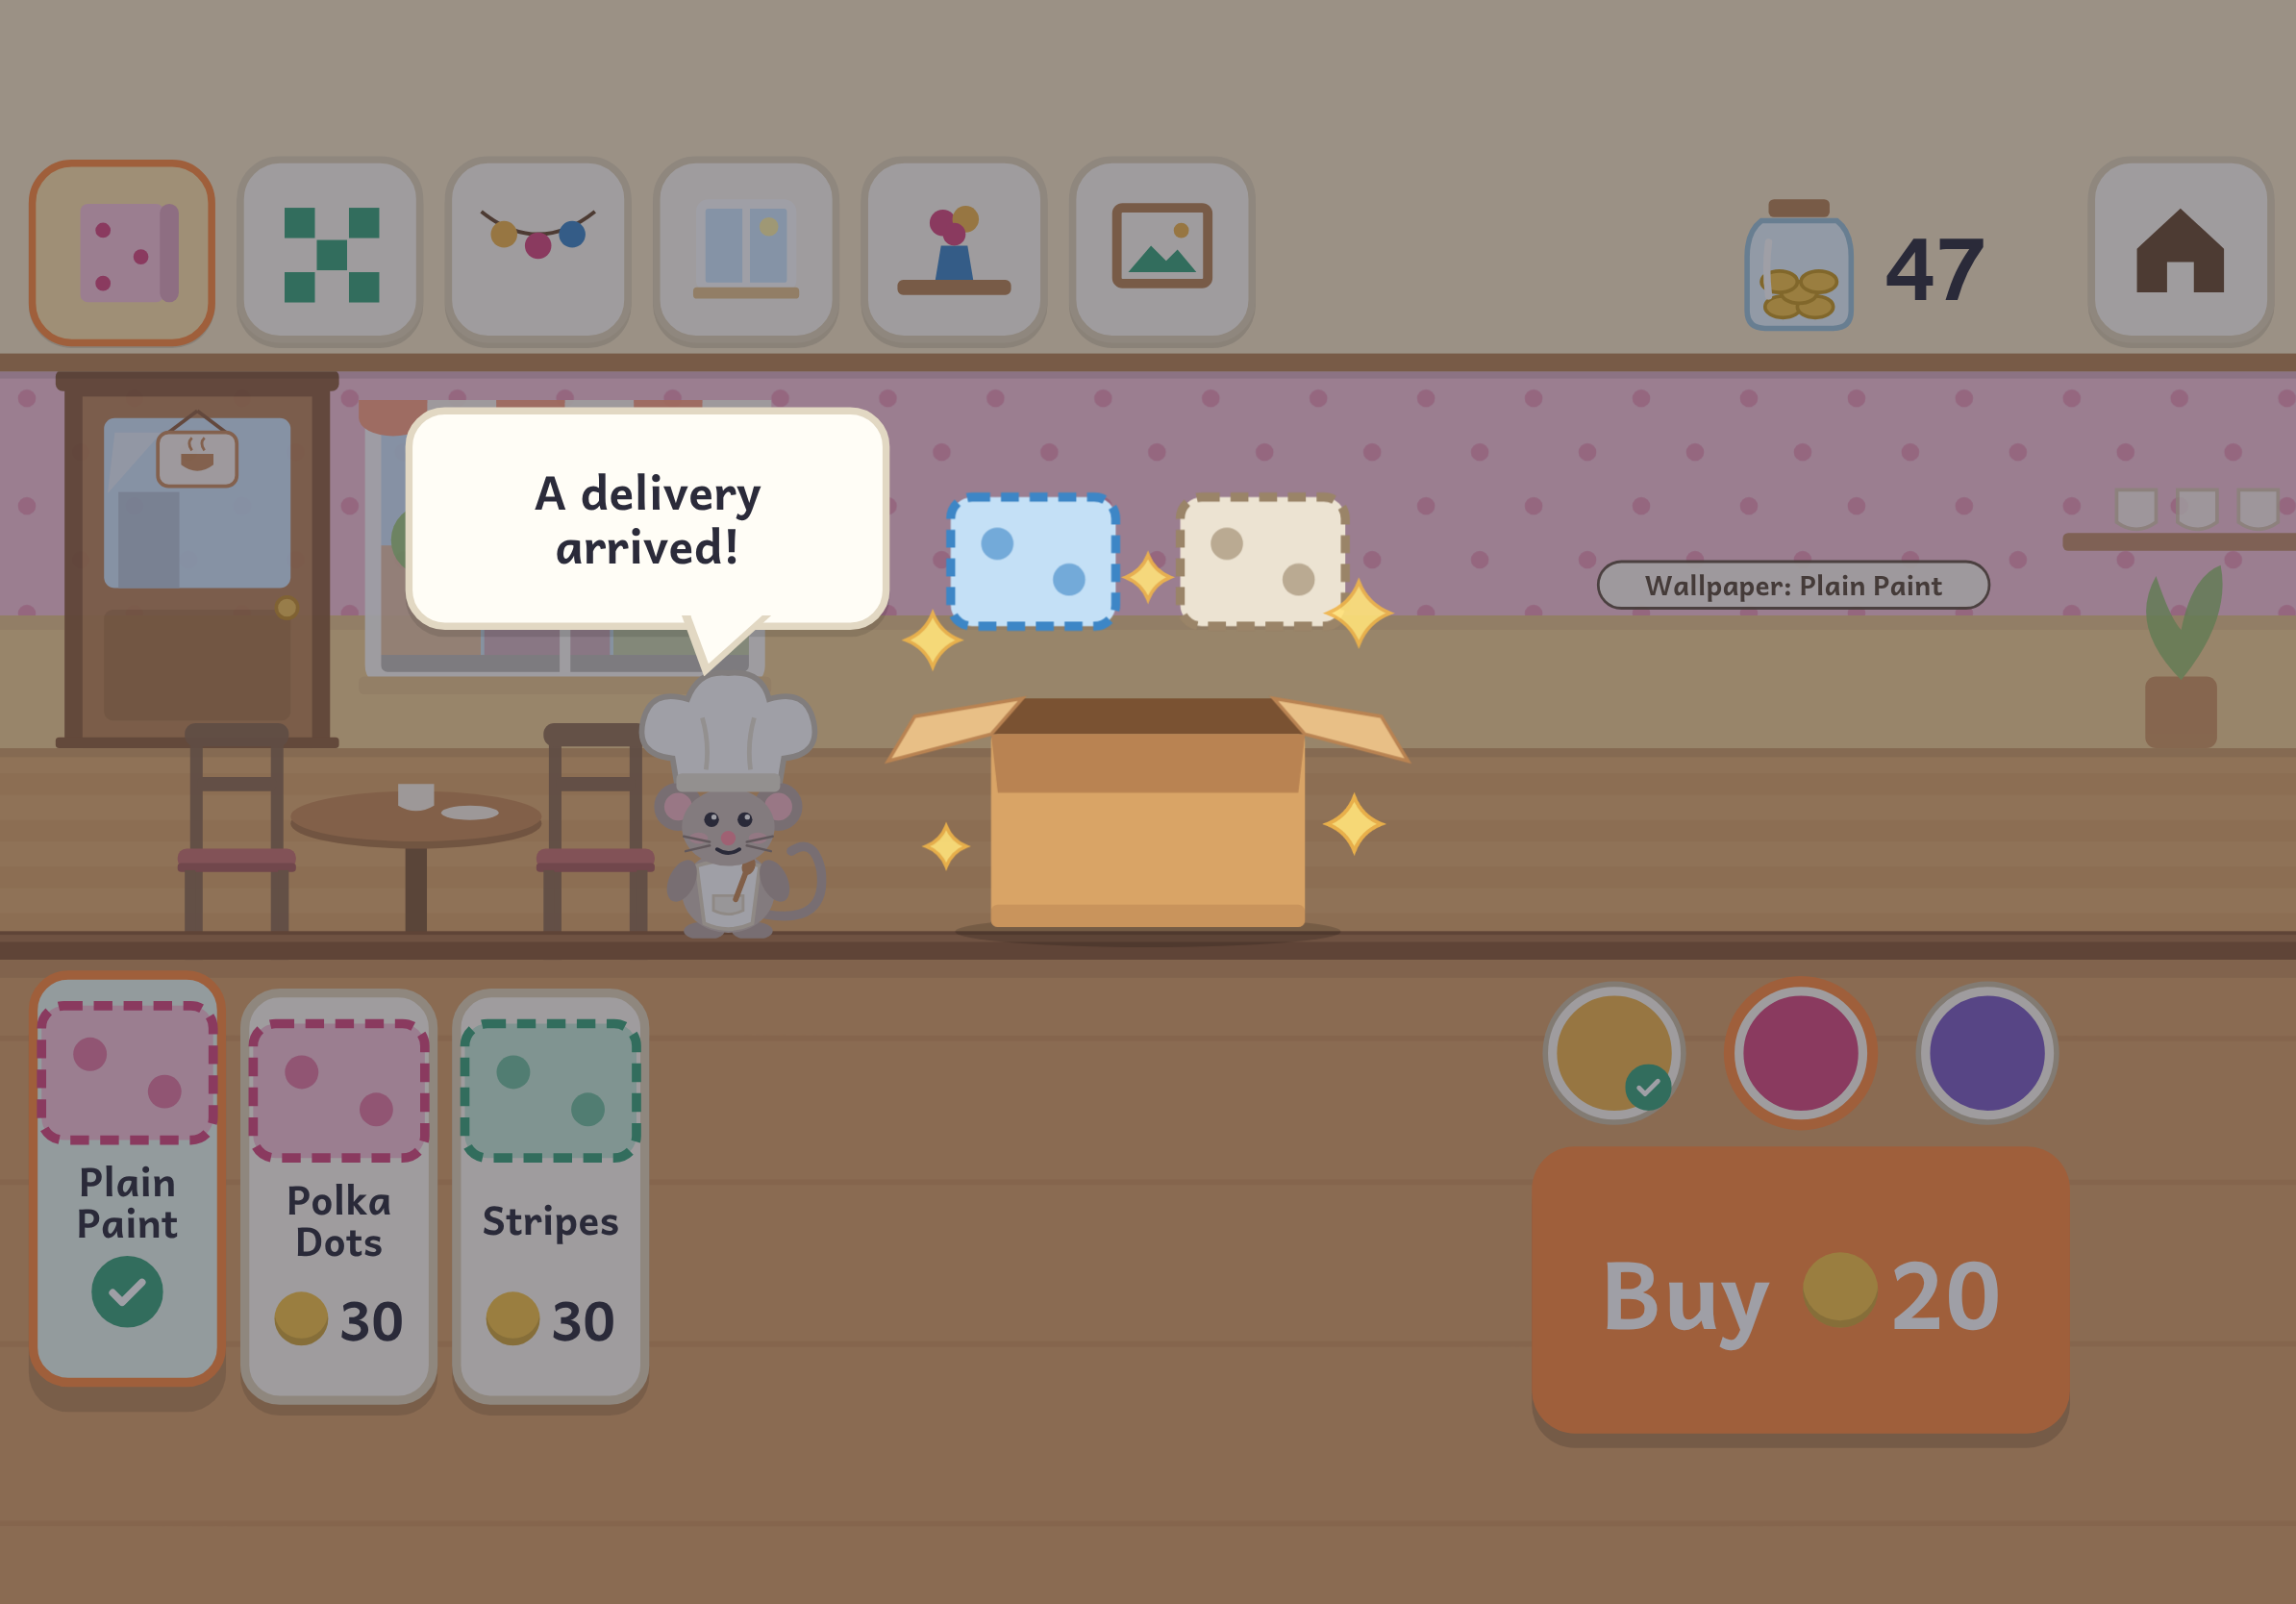 47
A delivery
arrived!
Wallpaper: Plain Paint
Plain
Paint
Polka
Dots
30
Stripes
30
Buy 20